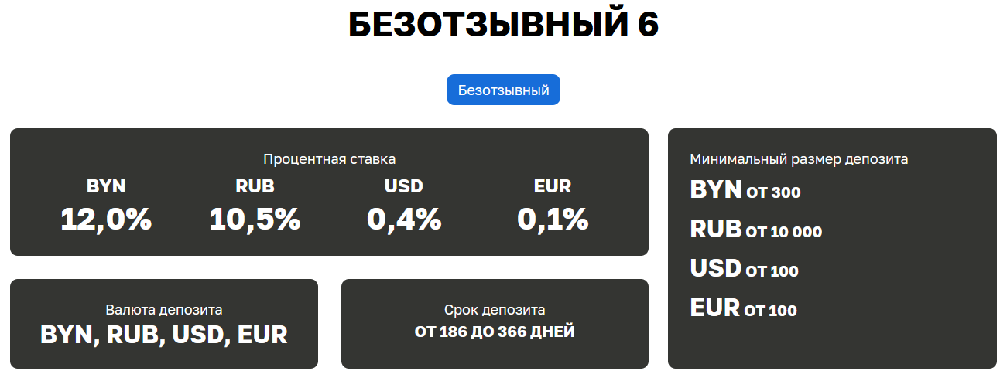 БЕЗОТЗЫВНЫЙ 6
Безотзывный
Процентная ставка
BYN
RUB
USD
EUR
12,0%
10,5%
0,4%
0,1%
Минимальный размер депозита
BYN ОТ 300
RUB ОТ 10 000
USD ОТ 100
EUR ОТ 100
Валюта депозита
BYN, RUB, USD, EUR
Срок депозита
ОТ 186 ДО 366 ДНЕЙ